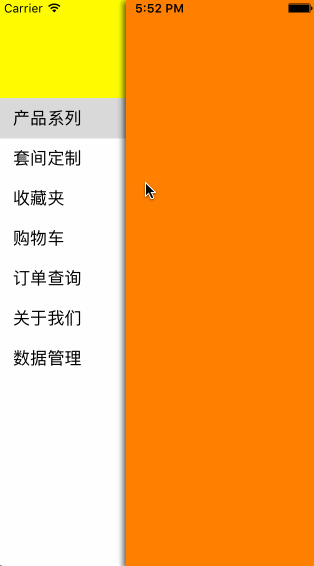 Carrier 5:52 PM
产品系列
套间定制
收藏夹
购物车
订单查询
关于我们
数据管理